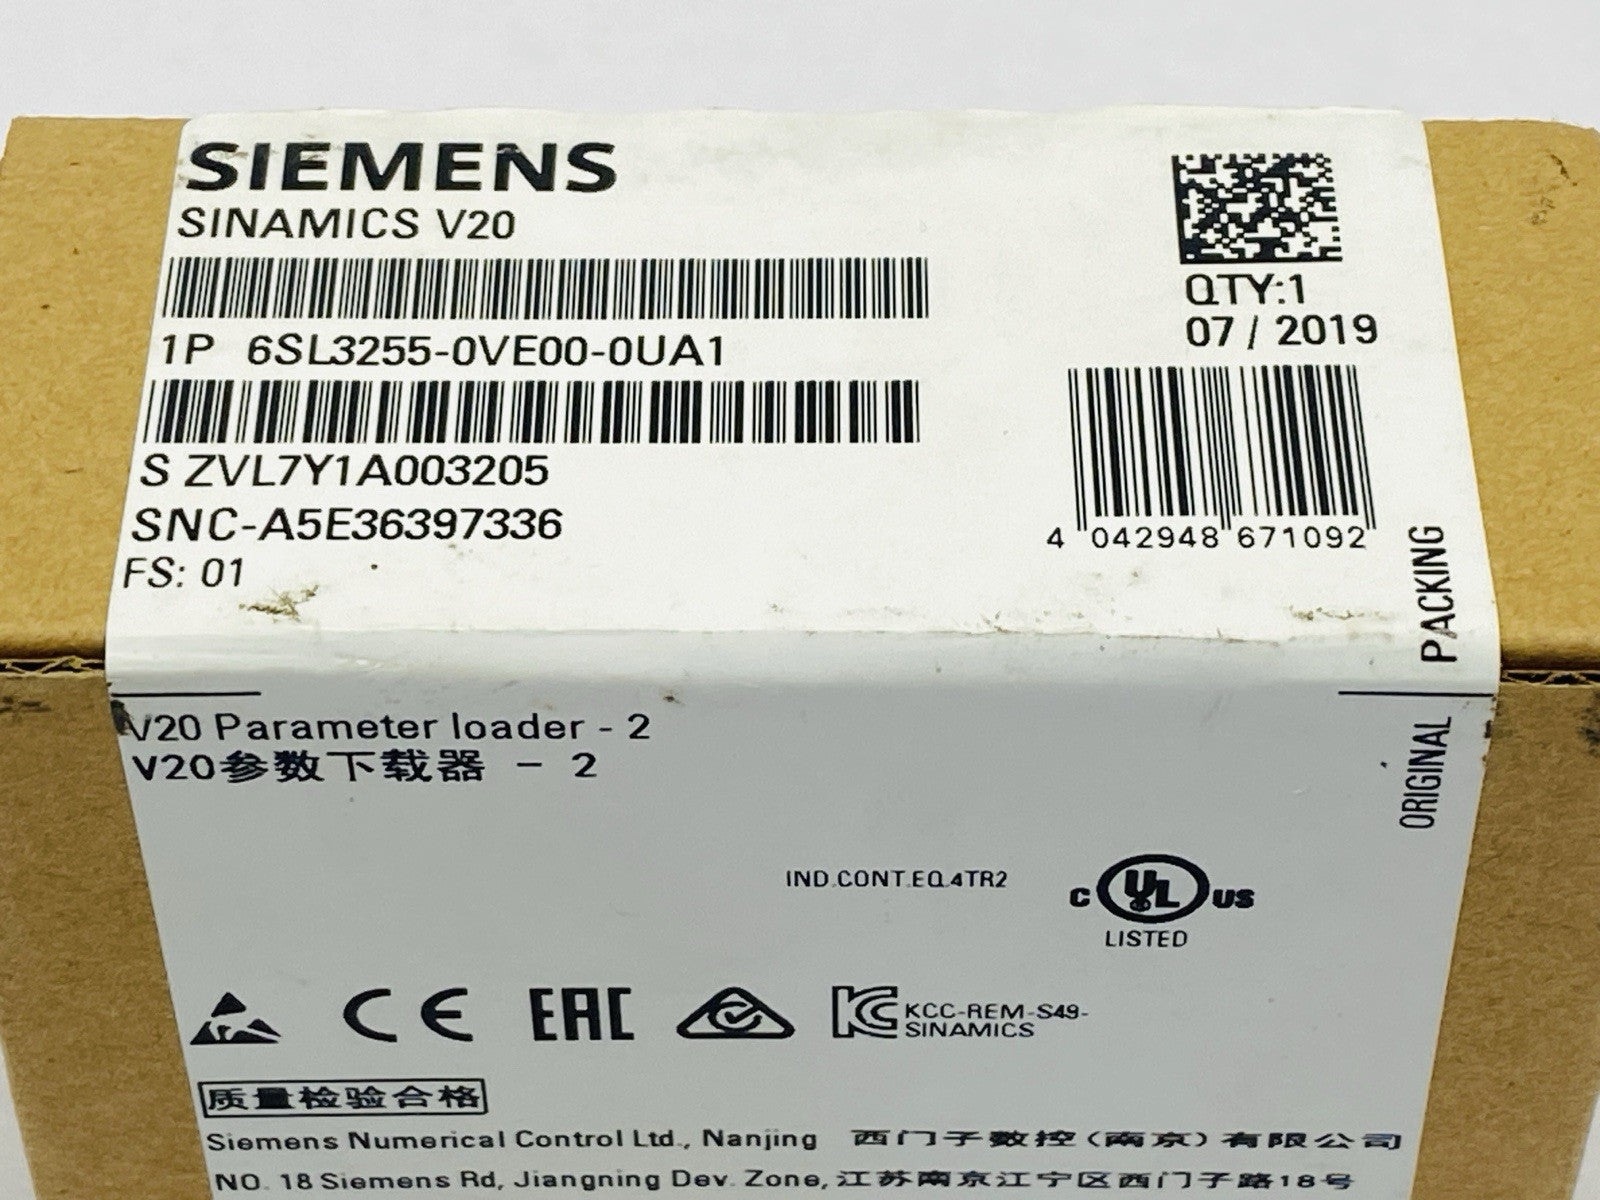 SIEMENS
SINAMICS V20
1P 6SL3255-0VE00-0UA1
S ZVL7Y1A003205
SNC-A5E36397336
FS: 01
QTY:1
07 / 2019
4 042948 671092
ORIGINAL PACKING
V20 Parameter loader - 2
V20参数下载器 - 2
IND.CONT.EQ.4TR2
C UL US
LISTED
CE EAC KC KCC-REM-S49-
SINAMICS
质量检验合格
Siemens Numerical Control Ltd., Nanjing 西门子数控(南京)有限公司
NO. 18 Siemens Rd, Jiangning Dev. Zone, 江苏南京江宁区西门子路18号